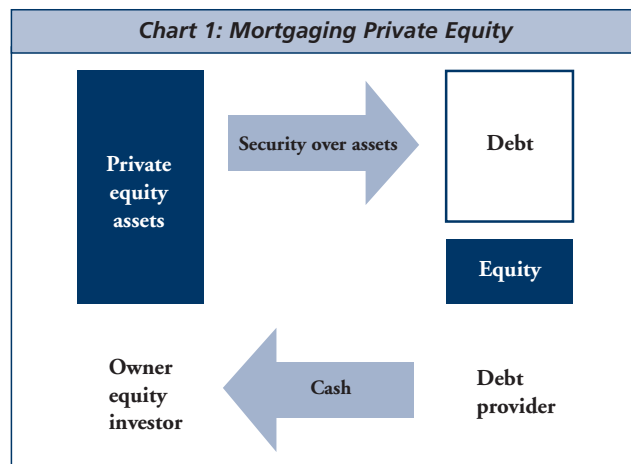 Chart 1: Mortgaging Private Equity
Private
equity
assets
Security over assets
Debt
Equity
Owner
equity
investor
Cash
Debt
provider